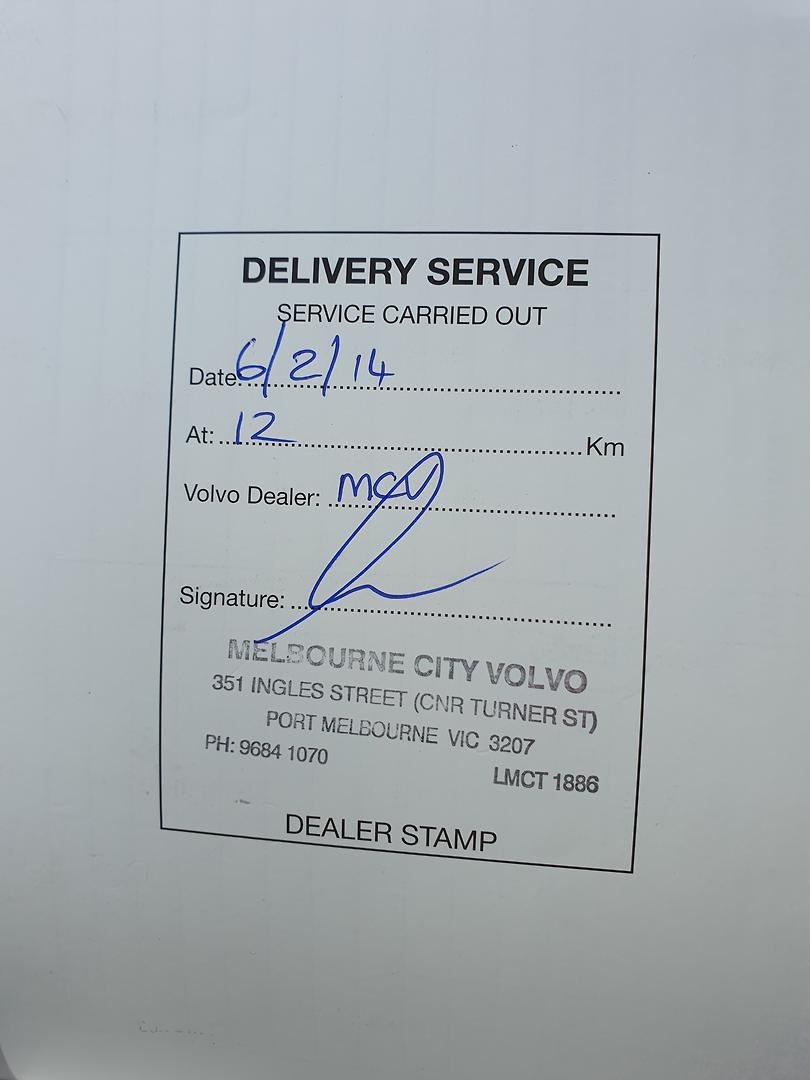 DELIVERY SERVICE
SERVICE CARRIED OUT
Date: 6/2/14
At: 12 Km
Volvo Dealer: MCV
Signature:
MELBOURNE CITY VOLVO
351 INGLES STREET (CNR TURNER ST)
PORT MELBOURNE VIC 3207
PH: 9684 1070
LMCT 1886
DEALER STAMP